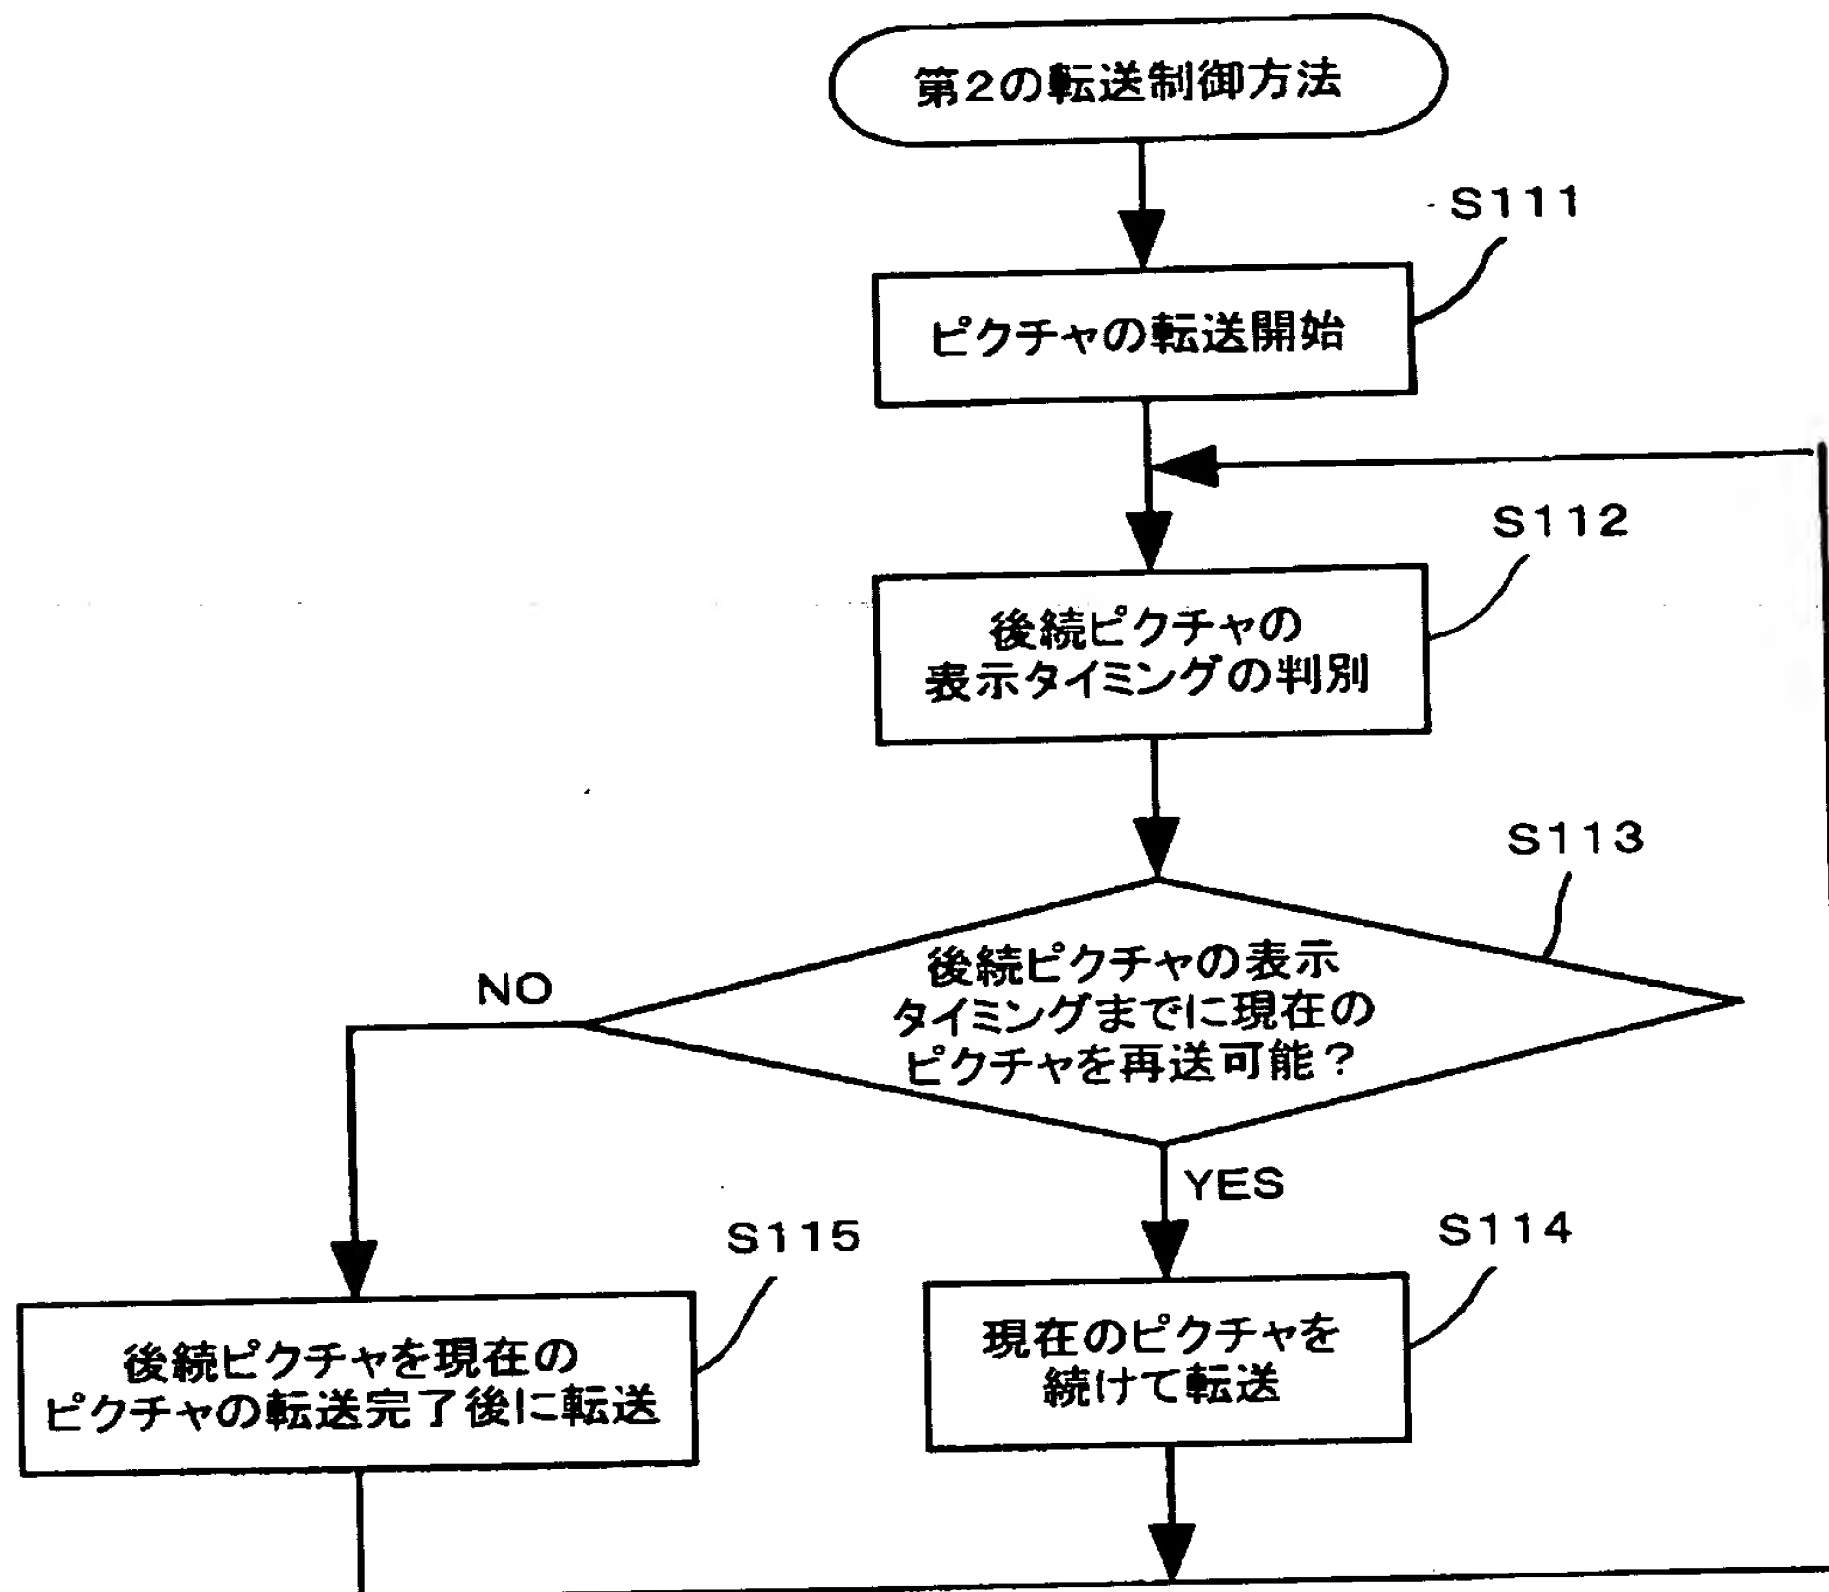 第2の転送制御方法
S111
ピクチャの転送開始
S112
後続ピクチャの
表示タイミングの判別
S113
後続ピクチャの表示
タイミングまでに現在の
ピクチャを再送可能？
NO
YES
S115
S114
後続ピクチャを現在の
ピクチャの転送完了後に転送
現在のピクチャを
続けて転送